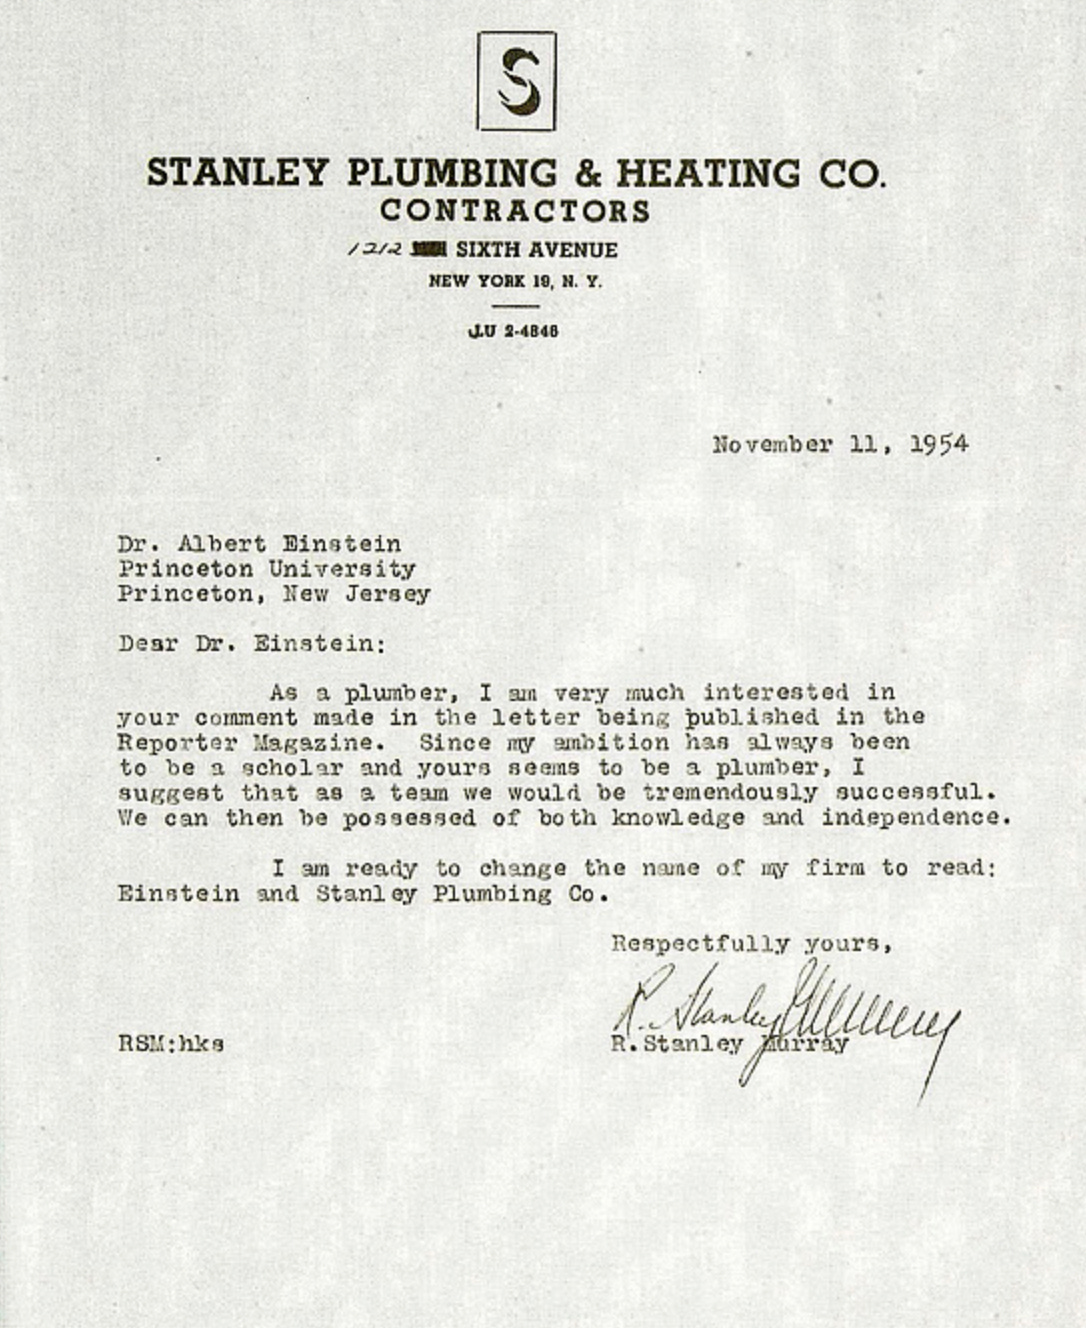 S
STANLEY PLUMBING & HEATING CO.
CONTRACTORS
1212 SIXTH AVENUE
NEW YORK 19, N. Y.
JU 2-4848
November 11, 1954
Dr. Albert Einstein
Princeton University
Princeton, New Jersey
Dear Dr. Einstein:
As a plumber, I am very much interested in
your comment made in the letter being published in the
Reporter Magazine. Since my ambition has always been
to be a scholar and yours seems to be a plumber, I
suggest that as a team we would be tremendously successful.
We can then be possessed of both knowledge and independence.
I am ready to change the name of my firm to read:
Einstein and Stanley Plumbing Co.
Respectfully yours,
R. Stanley Murray
RSM:hks
R.Stanley Murray